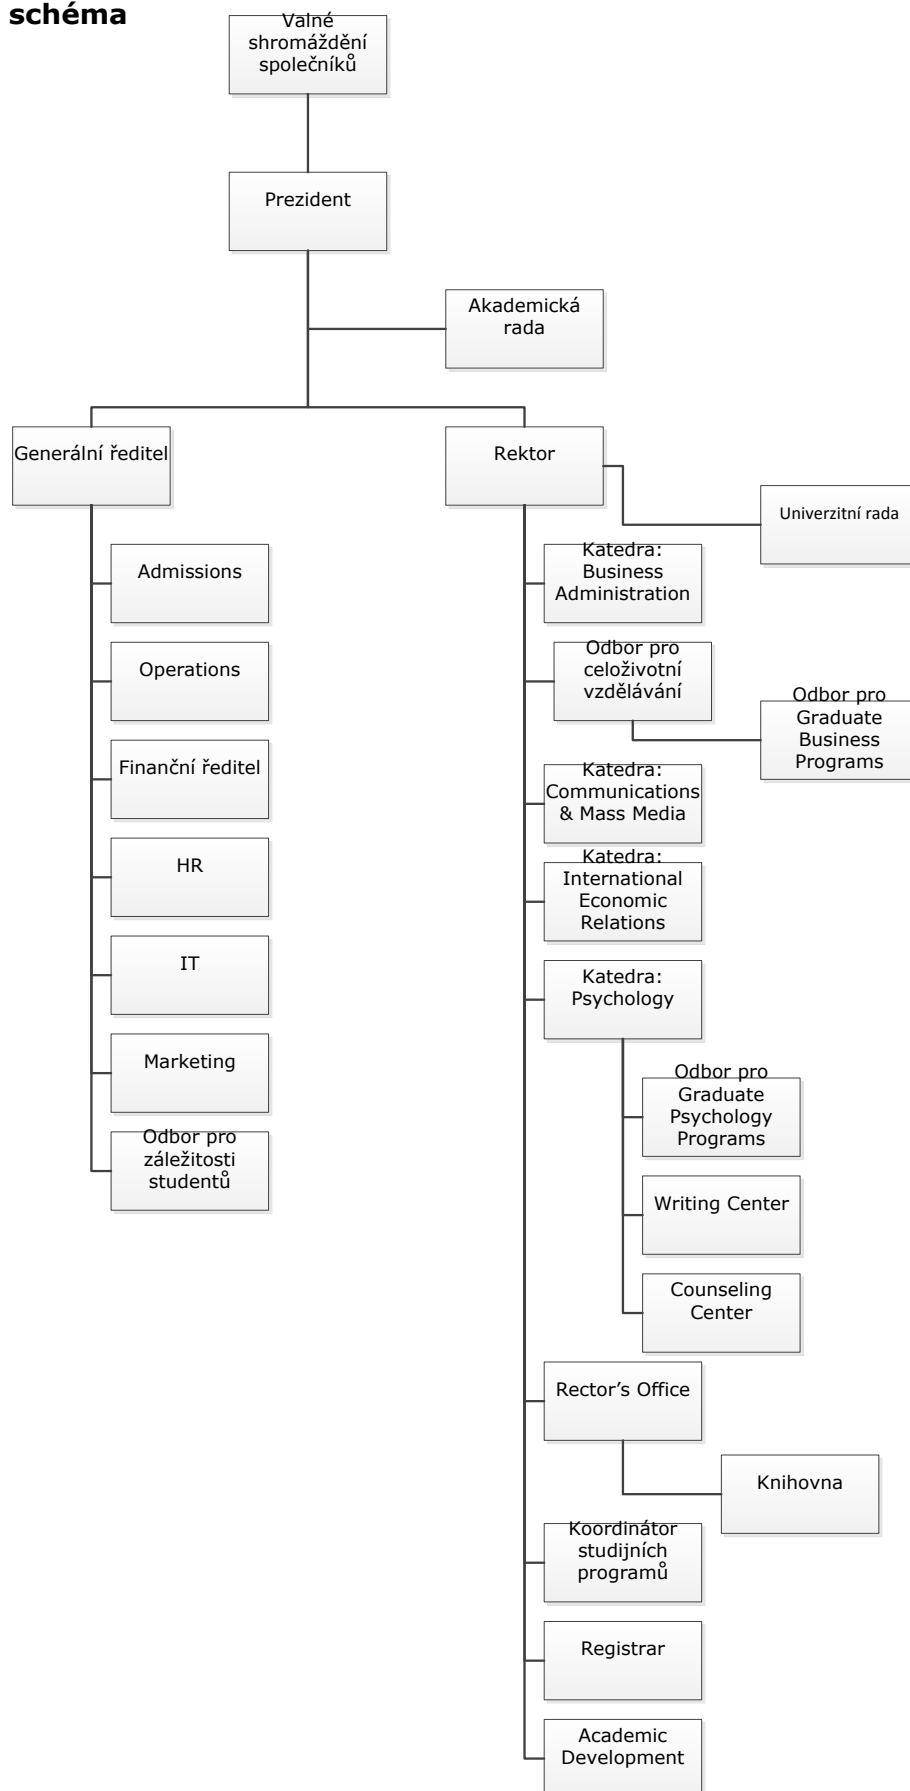 schéma
Valné
shromáždění
společníků
Prezident
Akademická
rada
Generální ředitel
Rektor
Univerzitní rada
Admissions
Katedra:
Business
Administration
Operations
Odbor pro
celoživotní
vzdělávání
Odbor pro
Graduate
Business
Programs
Finanční ředitel
Katedra:
Communications
& Mass Media
HR
Katedra:
International
Economic
Relations
IT
Katedra:
Psychology
Marketing
Odbor pro
Graduate
Psychology
Programs
Odbor pro
záležitosti
studentů
Writing Center
Counseling
Center
Rector’s Office
Knihovna
Koordinátor
studijních
programů
Registrar
Academic
Development